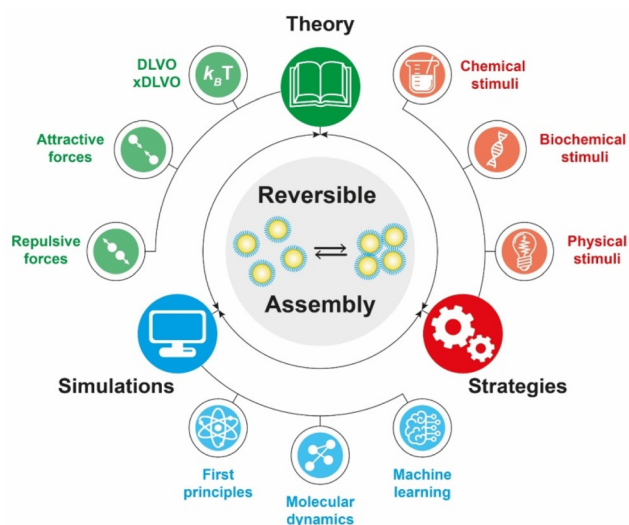 Theory
DLVO
xDLVO
k_BT
Chemical
stimuli
Attractive
forces
Biochemical
stimuli
Reversible
Repulsive
forces
Physical
stimuli
Assembly
Simulations
Strategies
First
principles
Molecular
dynamics
Machine
learning